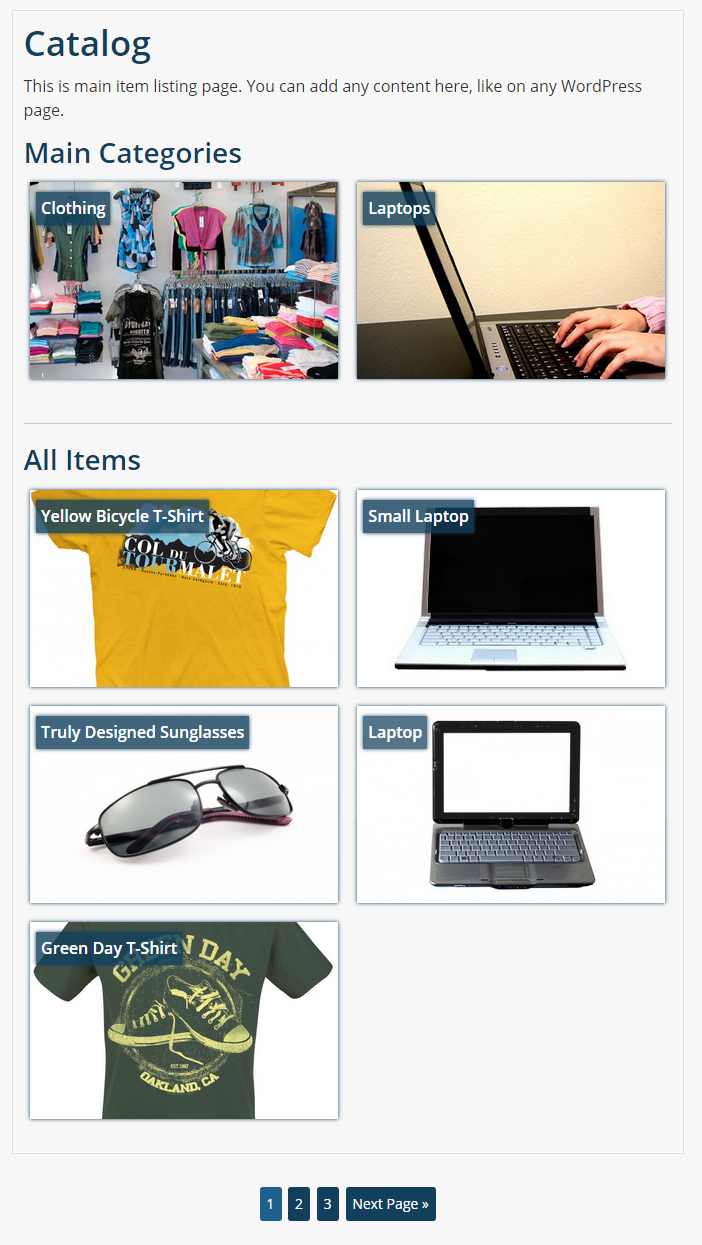 Catalog
This is main item listing page. You can add any content here, like on any WordPress
page.
Main Categories
Clothing
Laptops
All Items
Yellow Bicycle T-Shirt
Small Laptop
COL DU
TOURMALET
Truly Designed Sunglasses
Laptop
Green Day T-Shirt
GREEN DAY
EST. 1987
OAKLAND, CA
1 2 3 Next Page »